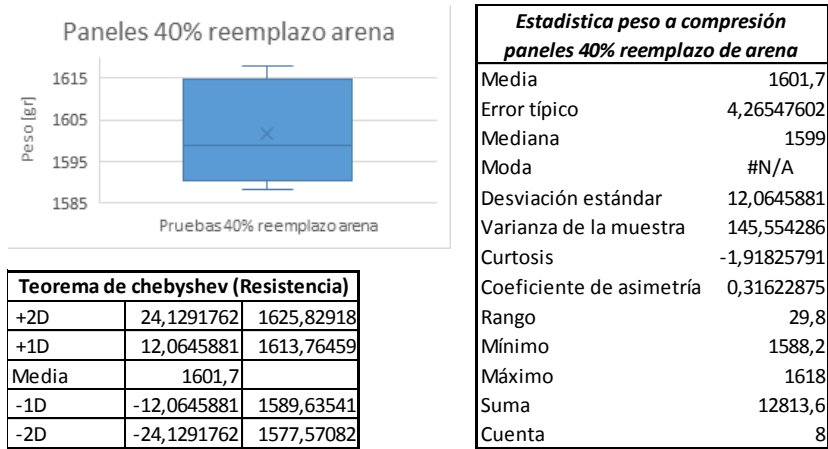 Paneles 40% reemplazo arena
Peso [gr]
1615
1605
1595
1585
Pruebas 40% reemplazo arena
Teorema de chebyshev (Resistencia)
+2D 24,1291762 1625,82918
+1D 12,0645881 1613,76459
Media 1601,7
-1D -12,0645881 1589,63541
-2D -24,1291762 1577,57082
Estadistica peso a compresión
paneles 40% reemplazo de arena
Media 1601,7
Error típico 4,26547602
Mediana 1599
Moda #N/A
Desviación estándar 12,0645881
Varianza de la muestra 145,554286
Curtosis -1,91825791
Coeficiente de asimetría 0,31622875
Rango 29,8
Mínimo 1588,2
Máximo 1618
Suma 12813,6
Cuenta 8